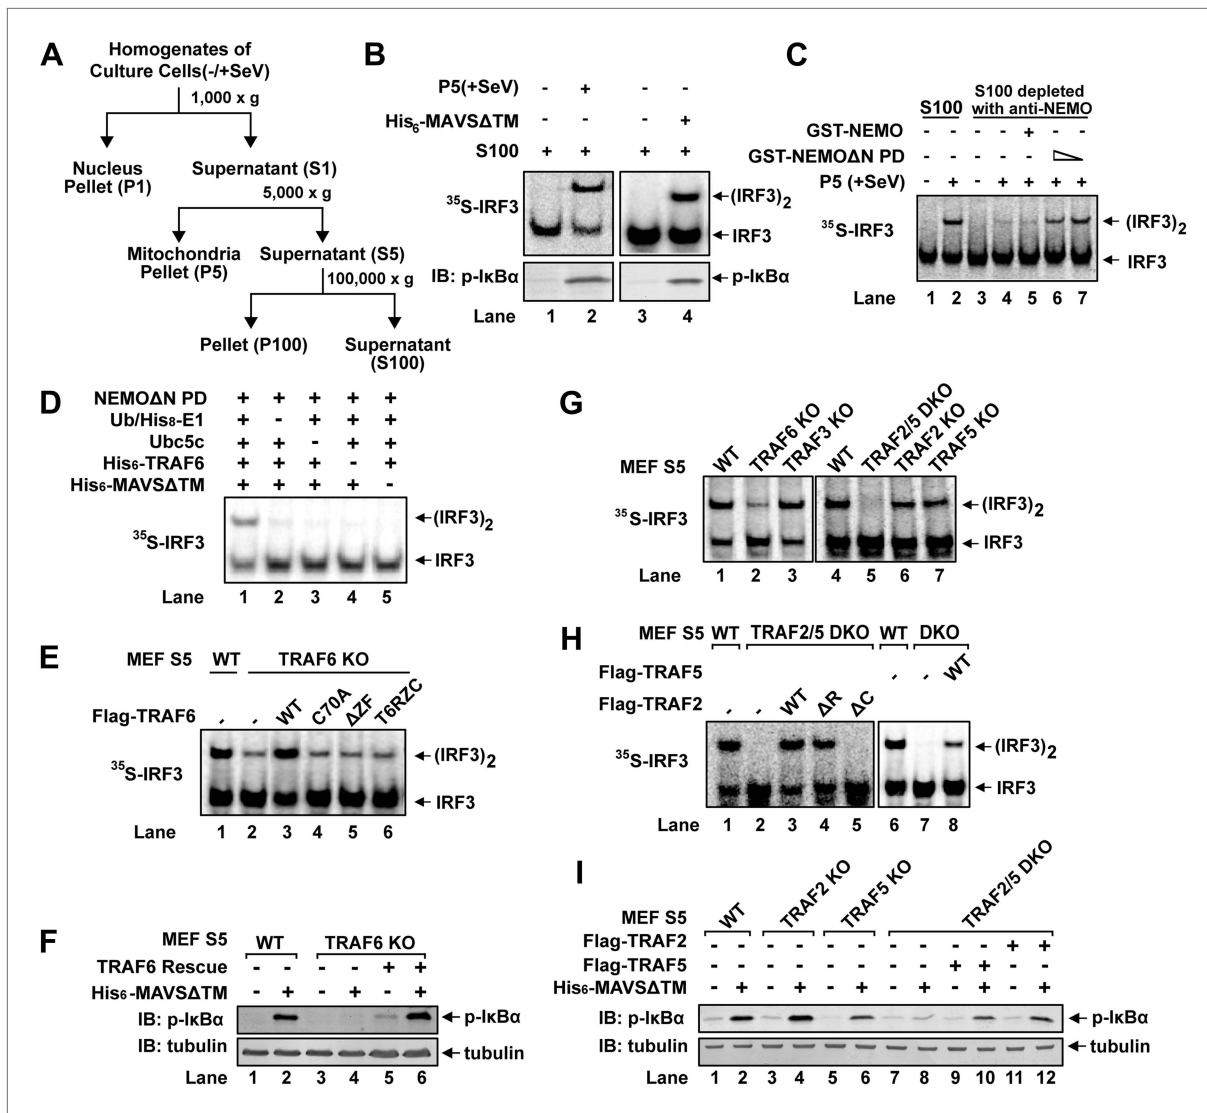 A
Homogenates of
Culture Cells(-/+SeV)
1,000 x g
Nucleus
Pellet (P1)
Supernatant (S1)
5,000 x g
Mitochondria
Pellet (P5)
Supernatant (S5)
100,000 x g
Pellet (P100)
Supernatant
(S100)
B
P5(+SeV) - + - -
His6-MAVSΔTM - - - +
S100 + + + +
35S-IRF3
(IRF3)2
IRF3
IB: p-IκBα
p-IκBα
Lane 1 2 3 4
C
S100
S100 depleted
with anti-NEMO
GST-NEMO - - - - + - -
GST-NEMOΔN PD - - - - -
P5 (+SeV) - + - + + + +
35S-IRF3
(IRF3)2
IRF3
Lane 1 2 3 4 5 6 7
D
NEMOΔN PD + + + + +
Ub/His8-E1 + - + + +
Ubc5c + + - + +
His6-TRAF6 + + + - +
His6-MAVSΔTM + + + + -
35S-IRF3
(IRF3)2
IRF3
Lane 1 2 3 4 5
E
MEF S5 WT TRAF6 KO
Flag-TRAF6 - - WT C70A ΔZF T6RZC
35S-IRF3
(IRF3)2
IRF3
Lane 1 2 3 4 5 6
F
MEF S5 WT TRAF6 KO
TRAF6 Rescue - - - - + +
His6-MAVSΔTM - + - + - +
IB: p-IκBα
p-IκBα
IB: tubulin
tubulin
Lane 1 2 3 4 5 6
G
MEF S5 WT TRAF6 KO TRAF3 KO WT TRAF2/5 DKO TRAF2 KO TRAF5 KO
35S-IRF3
(IRF3)2
IRF3
Lane 1 2 3 4 5 6 7
H
MEF S5 WT TRAF2/5 DKO WT DKO
Flag-TRAF5 - - WT
Flag-TRAF2 - - WT ΔR ΔC
35S-IRF3
(IRF3)2
IRF3
Lane 1 2 3 4 5 6 7 8
I
MEF S5 WT TRAF2 KO TRAF5 KO TRAF2/5 DKO
Flag-TRAF2 - - - - - - - - - - + +
Flag-TRAF5 - - - - - - - - + + - -
His6-MAVSΔTM - + - + - + - + - + - +
IB: p-IκBα
p-IκBα
IB: tubulin
tubulin
Lane 1 2 3 4 5 6 7 8 9 10 11 12